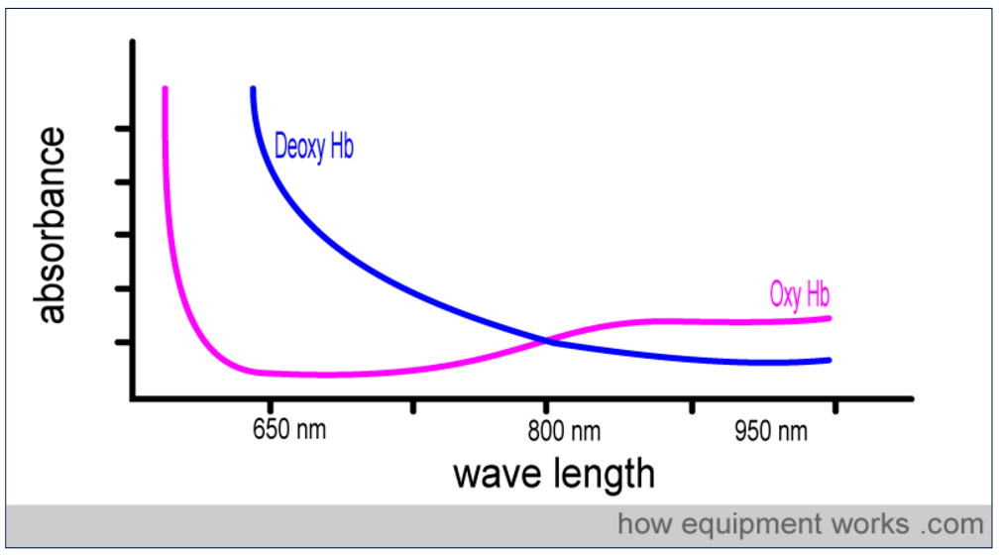 absorbance
Deoxy Hb
Oxy Hb
650 nm
800 nm
950 nm
wave length
how equipment works .com